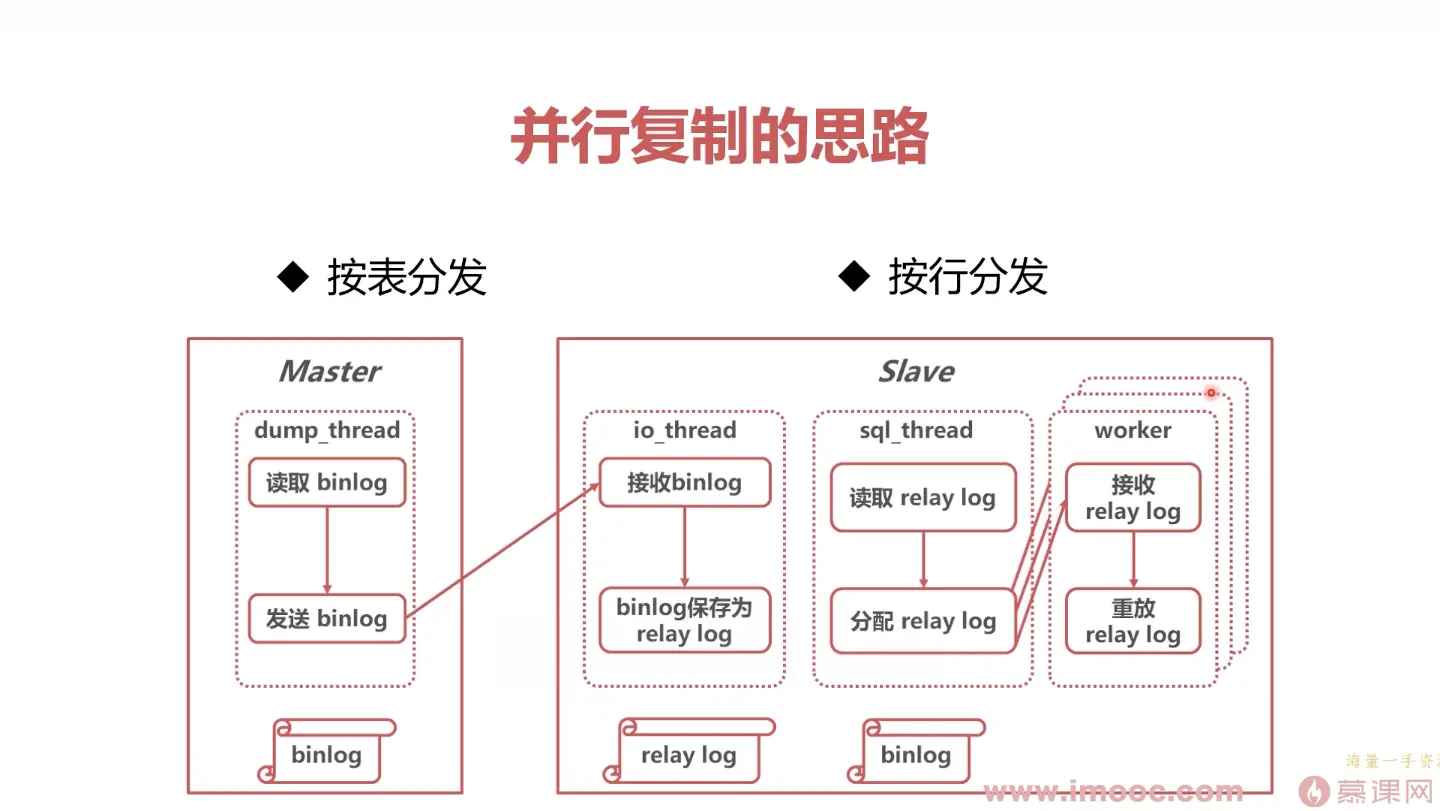 并行复制的思路
◆ 按表分发
◆ 按行分发
Master
dump_thread
读取 binlog
发送 binlog
binlog
Slave
io_thread
接收binlog
binlog保存为
relay log
relay log
sql_thread
读取 relay log
分配 relay log
binlog
worker
接收
relay log
重放
relay log
海量一手资
www.imooc.com
慕课网